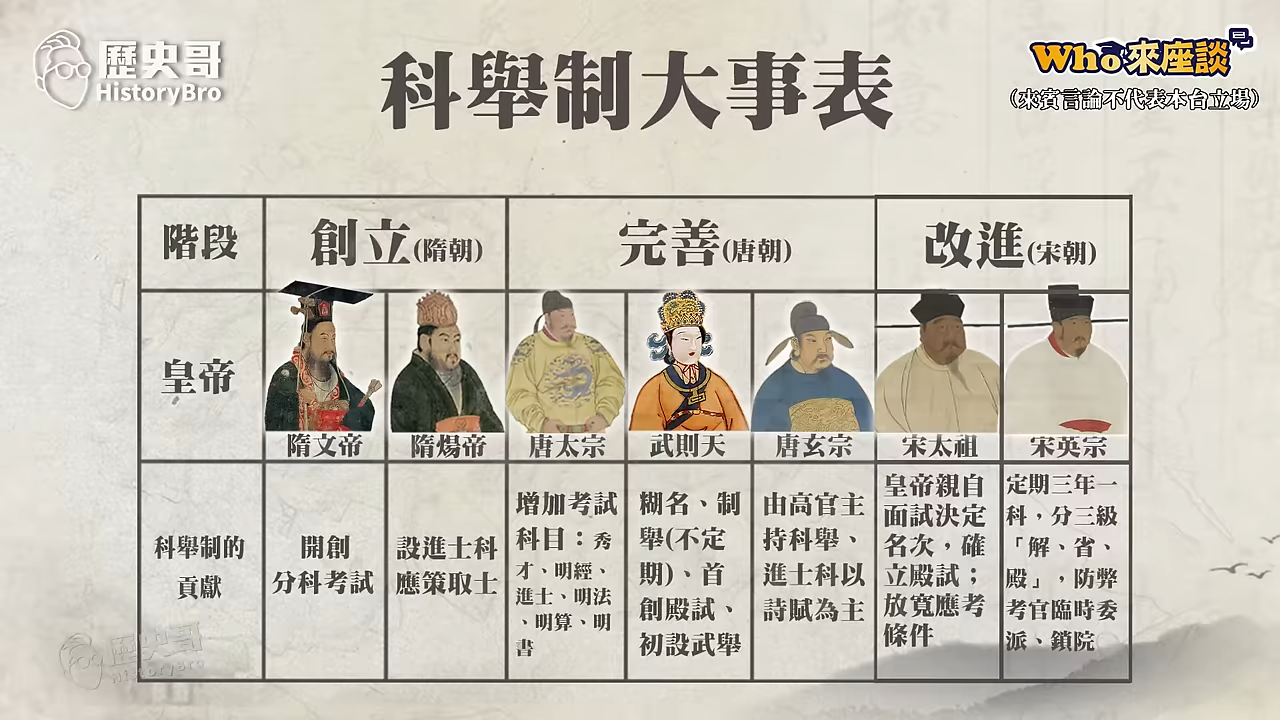 歷史哥
HistoryBro
科舉制大事表
Who來座談
(來賓言論不代表本台立場)
階段
創立(隋朝)
完善(唐朝)
改進(宋朝)
皇帝
隋文帝
隋煬帝
唐太宗
武則天
唐玄宗
宋太祖
宋英宗
科舉制的
貢獻
開創
分科考試
設進士科
應策取士
增加考試
科目：秀
才、明經、
進士、明法
、明算、明
書
糊名、制
舉(不定
期)、首
創殿試、
初設武舉
由高官主
持科舉、
進士科以
詩賦為主
皇帝親自
面試決定
名次，確
立殿試；
放寬應考
條件
定期三年一
科，分三級
「解、省、
殿」，防弊
考官臨時委
派、鎖院
歷史哥
HistoryBro